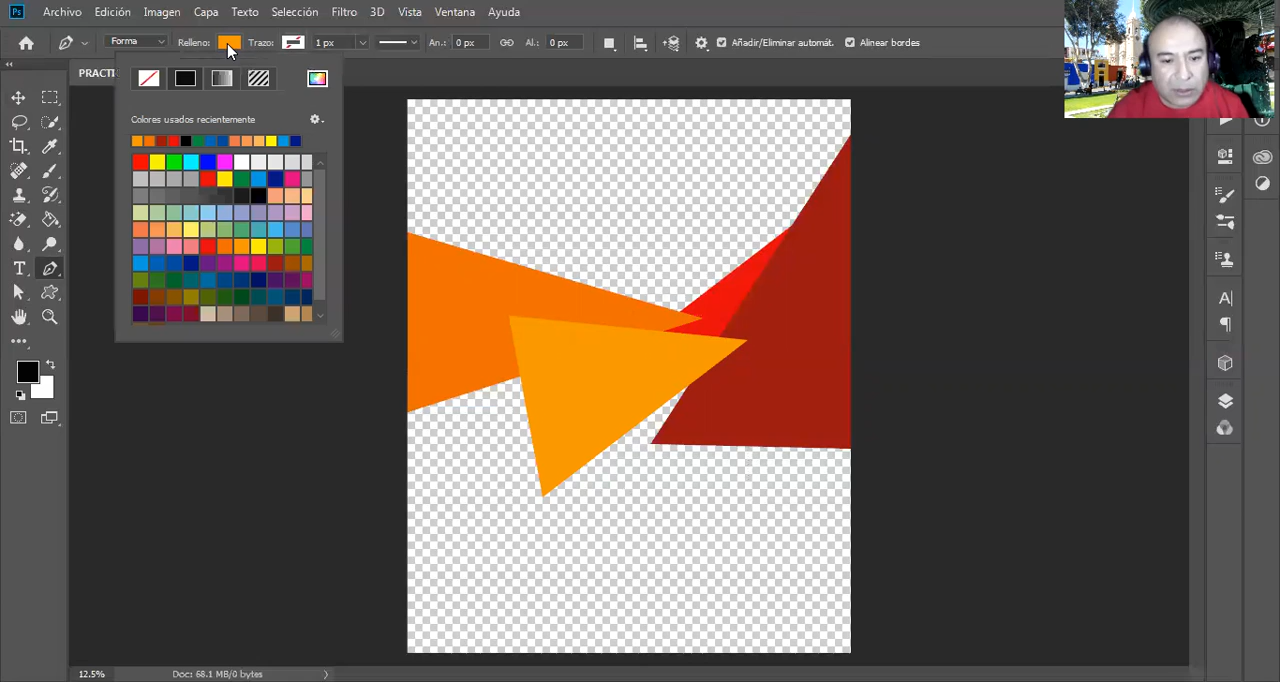 Ps Archivo Edición Imagen Capa Texto Selección Filtro 3D Vista Ventana Ayuda
Forma Relleno: Trazo: 1 px An.: 0 px Al.: 0 px Añadir/Eliminar automát. Alinear bordes
PRACTI
Colores usados recientemente
12.5% Doc: 68.1 MB/0 bytes